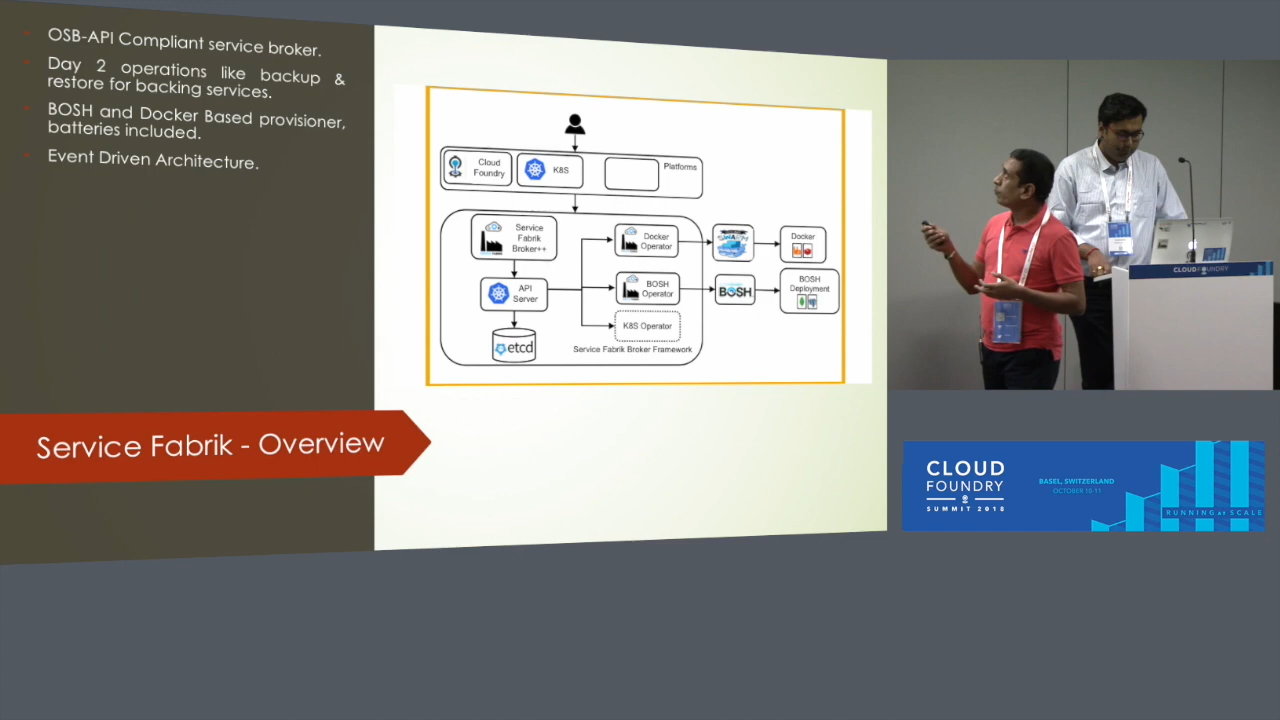 OSB-API Compliant service broker.
Day 2 operations like backup &
restore for backing services.
BOSH and Docker Based provisioner,
batteries included.
Event Driven Architecture.
Service Fabrik - Overview
Cloud
Foundry
K8S
Platforms
Service
Fabrik
Broker++
API
Server
etcd
Docker
Operator
BOSH
Operator
K8S Operator
Service Fabrik Broker Framework
SWARM
BOSH
Docker
BOSH
Deployment
CLOUD FOUNDRY
CLOUD
FOUNDRY
SUMMIT 2018
BASEL, SWITZERLAND
OCTOBER 10-11
RUNNING AT SCALE